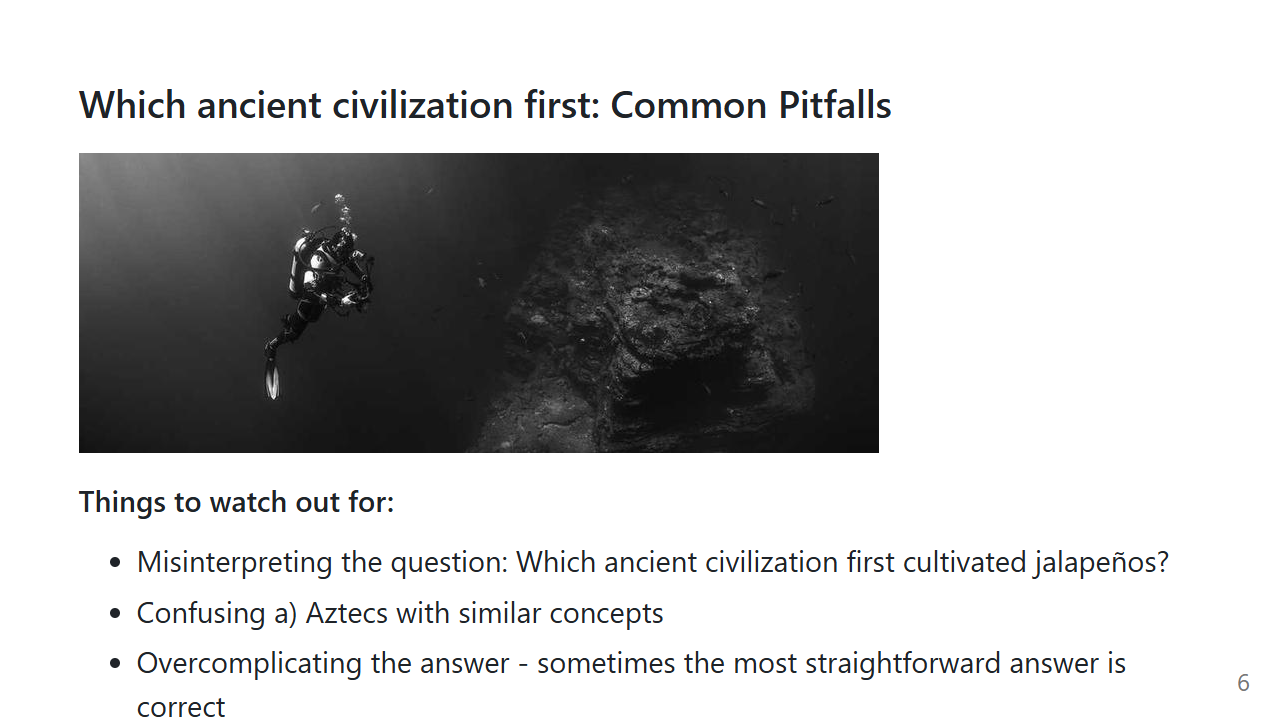 Which ancient civilization first: Common Pitfalls
Things to watch out for:
Misinterpreting the question: Which ancient civilization first cultivated jalapeños?
Confusing a) Aztecs with similar concepts
Overcomplicating the answer - sometimes the most straightforward answer is
correct
6